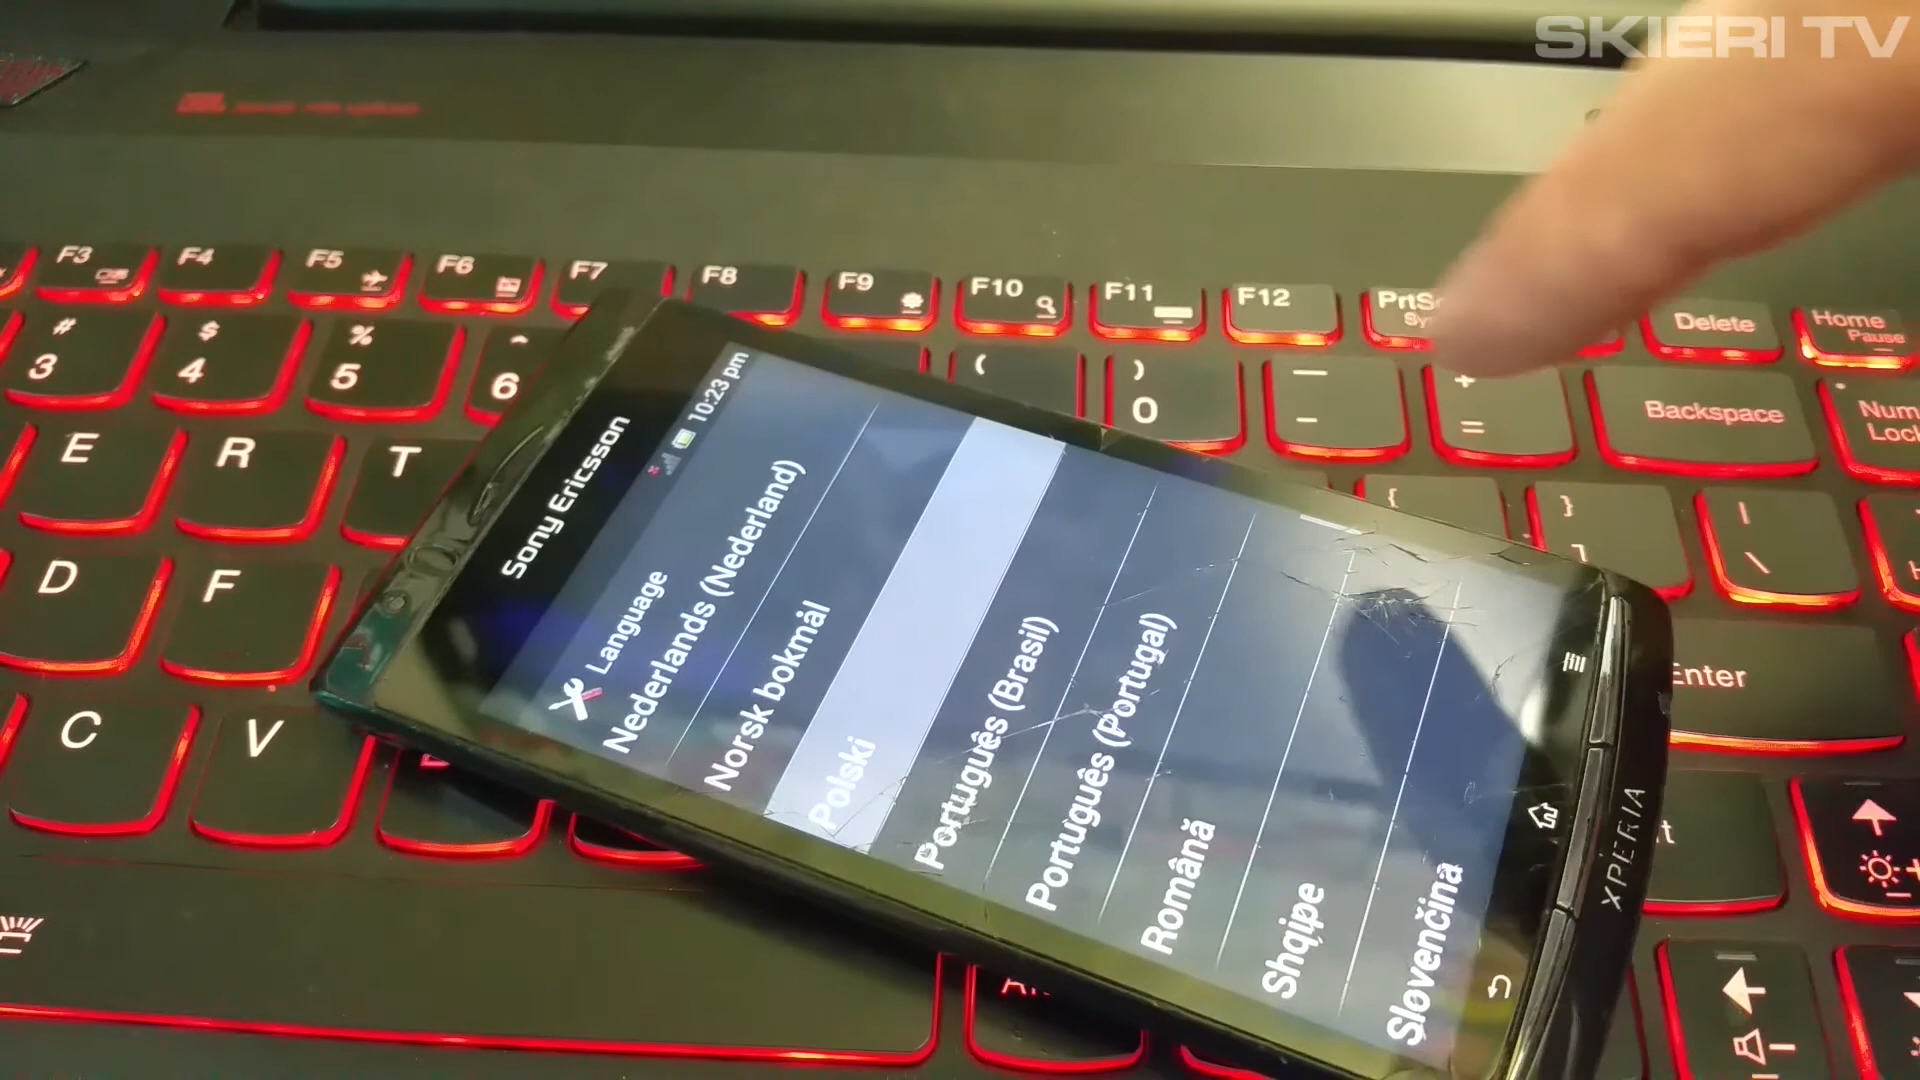 SKIERI TV
F3
F4
F5
F6
F7
F8
F9
F10
F11
F12
Delete
Home
Pause
#
3
$
4
%
5
^
6
(
)
0
—
-
+
=
Backspace
Num
Lock
E
R
T
{
}
]
|
\
D
F
Enter
C
V
Sony Ericsson
10:23 pm
Language
Nederlands (Nederland)
Norsk bokmål
Polski
Português (Brasil)
Português (Portugal)
Română
Shqipe
Slovenčina
XPERIA